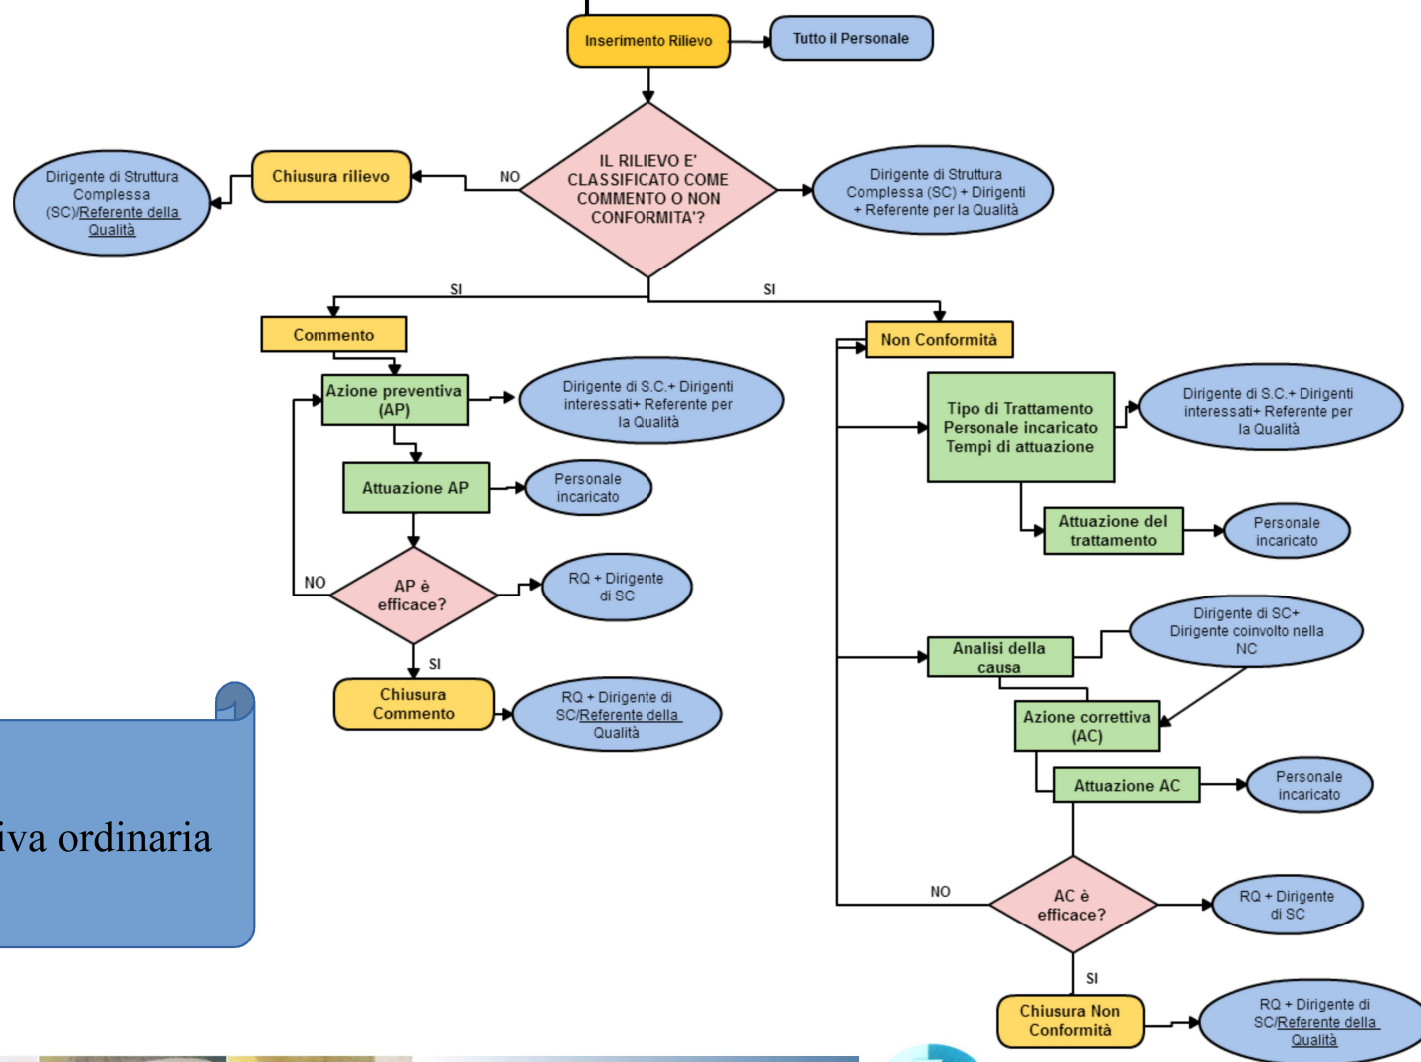 Inserimento Rilievo
Tutto il Personale
IL RILIEVO E'
CLASSIFICATO COME
COMMENTO O NON
CONFORMITA'?
NO
Chiusura rilievo
Dirigente di Struttura
Complessa
(SC)/Referente della
Qualità
Dirigente di Struttura
Complessa (SC) + Dirigenti
+ Referente per la Qualità
SI
SI
Commento
Azione preventiva
(AP)
Dirigente di S.C.+ Dirigenti
interessati+ Referente per
la Qualità
Attuazione AP
Personale
incaricato
NO
AP è
efficace?
RQ + Dirigente
di SC
SI
Chiusura
Commento
RQ + Dirigente di
SC/Referente della
Qualità
Non Conformità
Tipo di Trattamento
Personale incaricato
Tempi di attuazione
Dirigente di S.C.+ Dirigenti
interessati+ Referente per
la Qualità
Attuazione del
trattamento
Personale
incaricato
Analisi della
causa
Dirigente di SC+
Dirigente coinvolto nella
NC
Azione correttiva
(AC)
Attuazione AC
Personale
incaricato
NO
AC è
efficace?
RQ + Dirigente
di SC
SI
Chiusura Non
Conformità
RQ + Dirigente di
SC/Referente della
Qualità
iva ordinaria